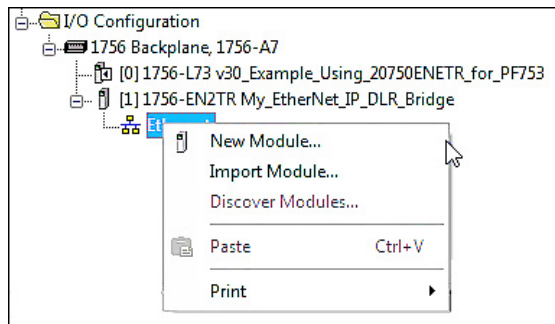 I/O Configuration
1756 Backplane, 1756-A7
[0] 1756-L73 v30_Example_Using_20750ENETR_for_PF753
[1] 1756-EN2TR My_EtherNet_IP_DLR_Bridge
New Module...
Import Module...
Discover Modules...
Paste Ctrl+V
Print